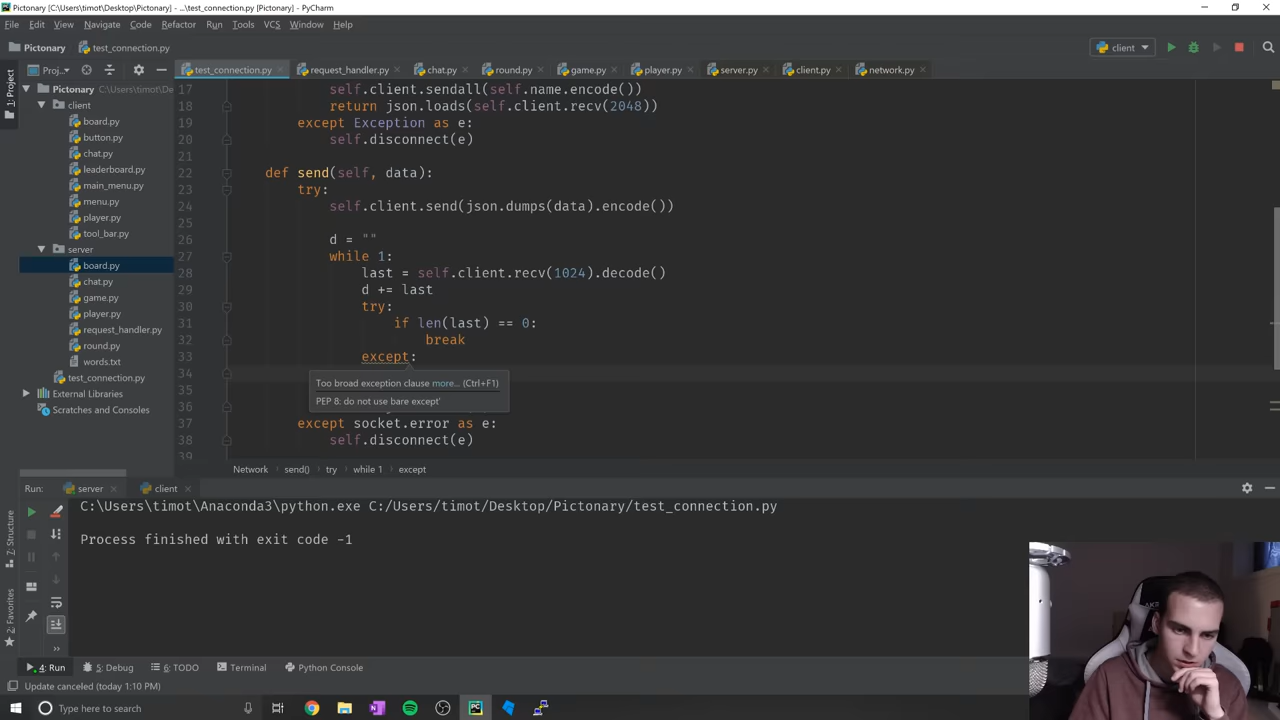 Pictonary [C:\Users\timot\Desktop\Pictonary] - ...\test_connection.py [Pictonary] - PyCharm
File Edit View Navigate Code Refactor Run Tools VCS Window Help
Pictonary test_connection.py client
1: Project Proj... test_connection.py request_handler.py chat.py round.py game.py player.py server.py client.py network.py
Pictonary C:\Users\timot\Desktop\
client
board.py
button.py
chat.py
leaderboard.py
main_menu.py
menu.py
player.py
tool_bar.py
server
board.py
chat.py
game.py
player.py
request_handler.py
round.py
words.txt
test_connection.py
External Libraries
Scratches and Consoles
17 self.client.sendall(self.name.encode())
18 return json.loads(self.client.recv(2048))
19 except Exception as e:
20 self.disconnect(e)
21
22 def send(self, data):
23 try:
24 self.client.send(json.dumps(data).encode())
25
26 d = ""
27 while 1:
28 last = self.client.recv(1024).decode()
29 d += last
30 try:
31 if len(last) == 0:
32 break
33 except:
34
35
36
37 except socket.error as e:
38 self.disconnect(e)
39
Too broad exception clause more... (Ctrl+F1)
PEP 8: do not use bare except'
Network send() try while 1 except
Run: server client
C:\Users\timot\Anaconda3\python.exe C:/Users/timot/Desktop/Pictonary/test_connection.py
Process finished with exit code -1
7: Structure
2: Favorites
4: Run 5: Debug 6: TODO Terminal Python Console
Update canceled (today 1:10 PM)
Type here to search